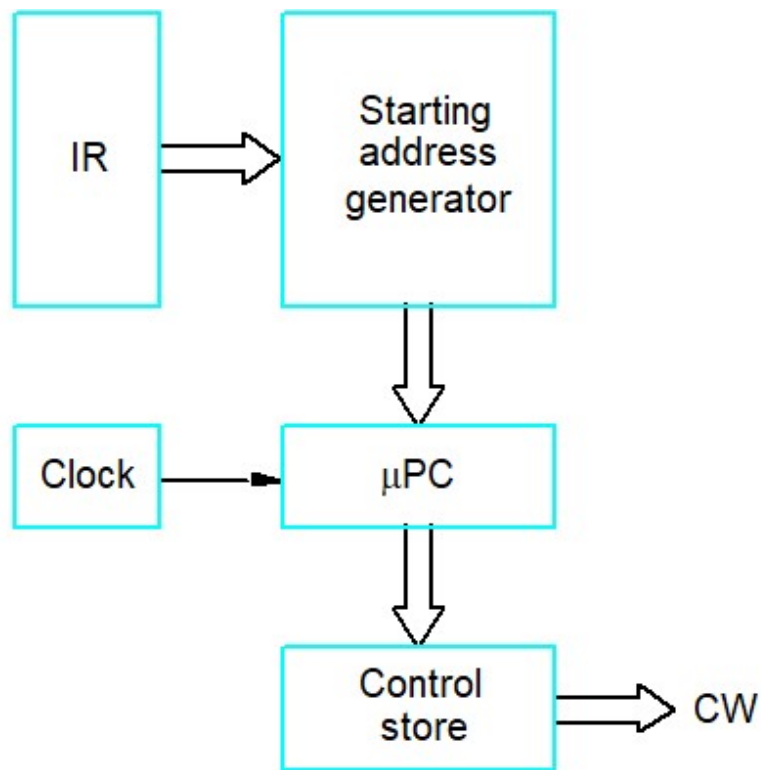 IR
Starting
address
generator
Clock
μPC
Control
store
CW